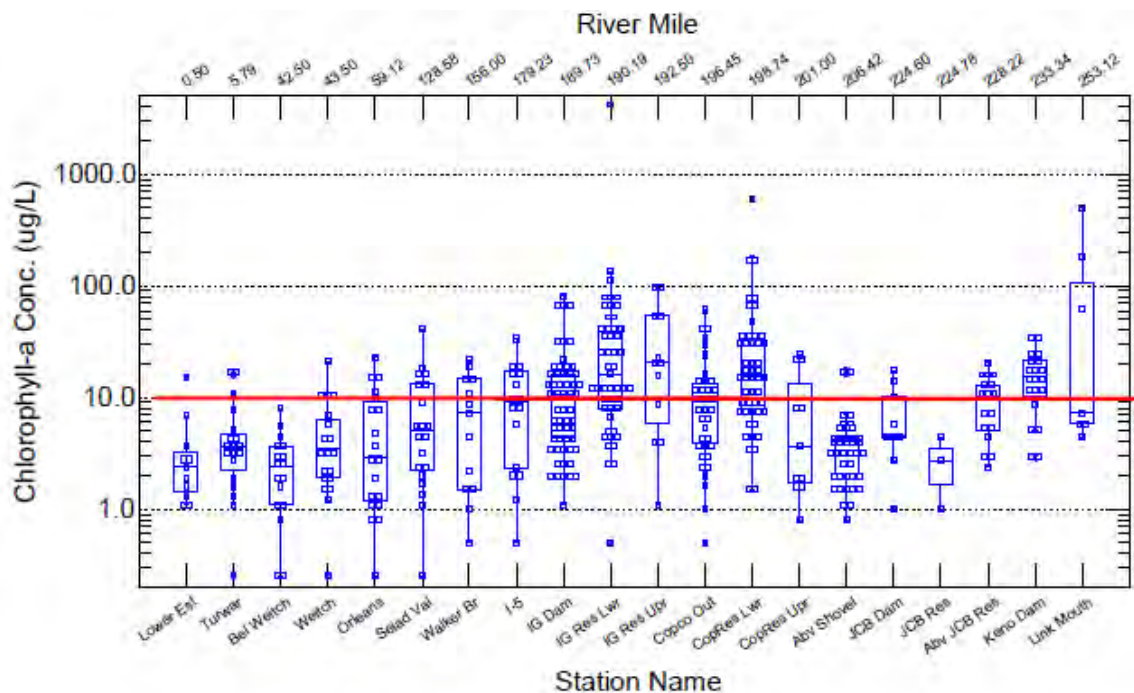 River Mile
0.50 5.79 42.50 43.50 59.12 128.58 156.00 179.23 189.73 190.19 192.60 196.45 198.74 201.00 206.42 224.60 224.78 228.22 233.34 253.12
Chlorophyll-a Conc. (ug/L)
1000.0
100.0
10.0
1.0
Lower Est Turwar Bel Weitch Weitch Orleans Seiad Val Walker Br I-5 IG Dam IG Res Lwr IG Res Upr Copco Out CopRes Lwr CopRes Upr Abv Shovel JCB Dam JCB Res Abv JCB Res Keno Dam Link Mouth
Station Name